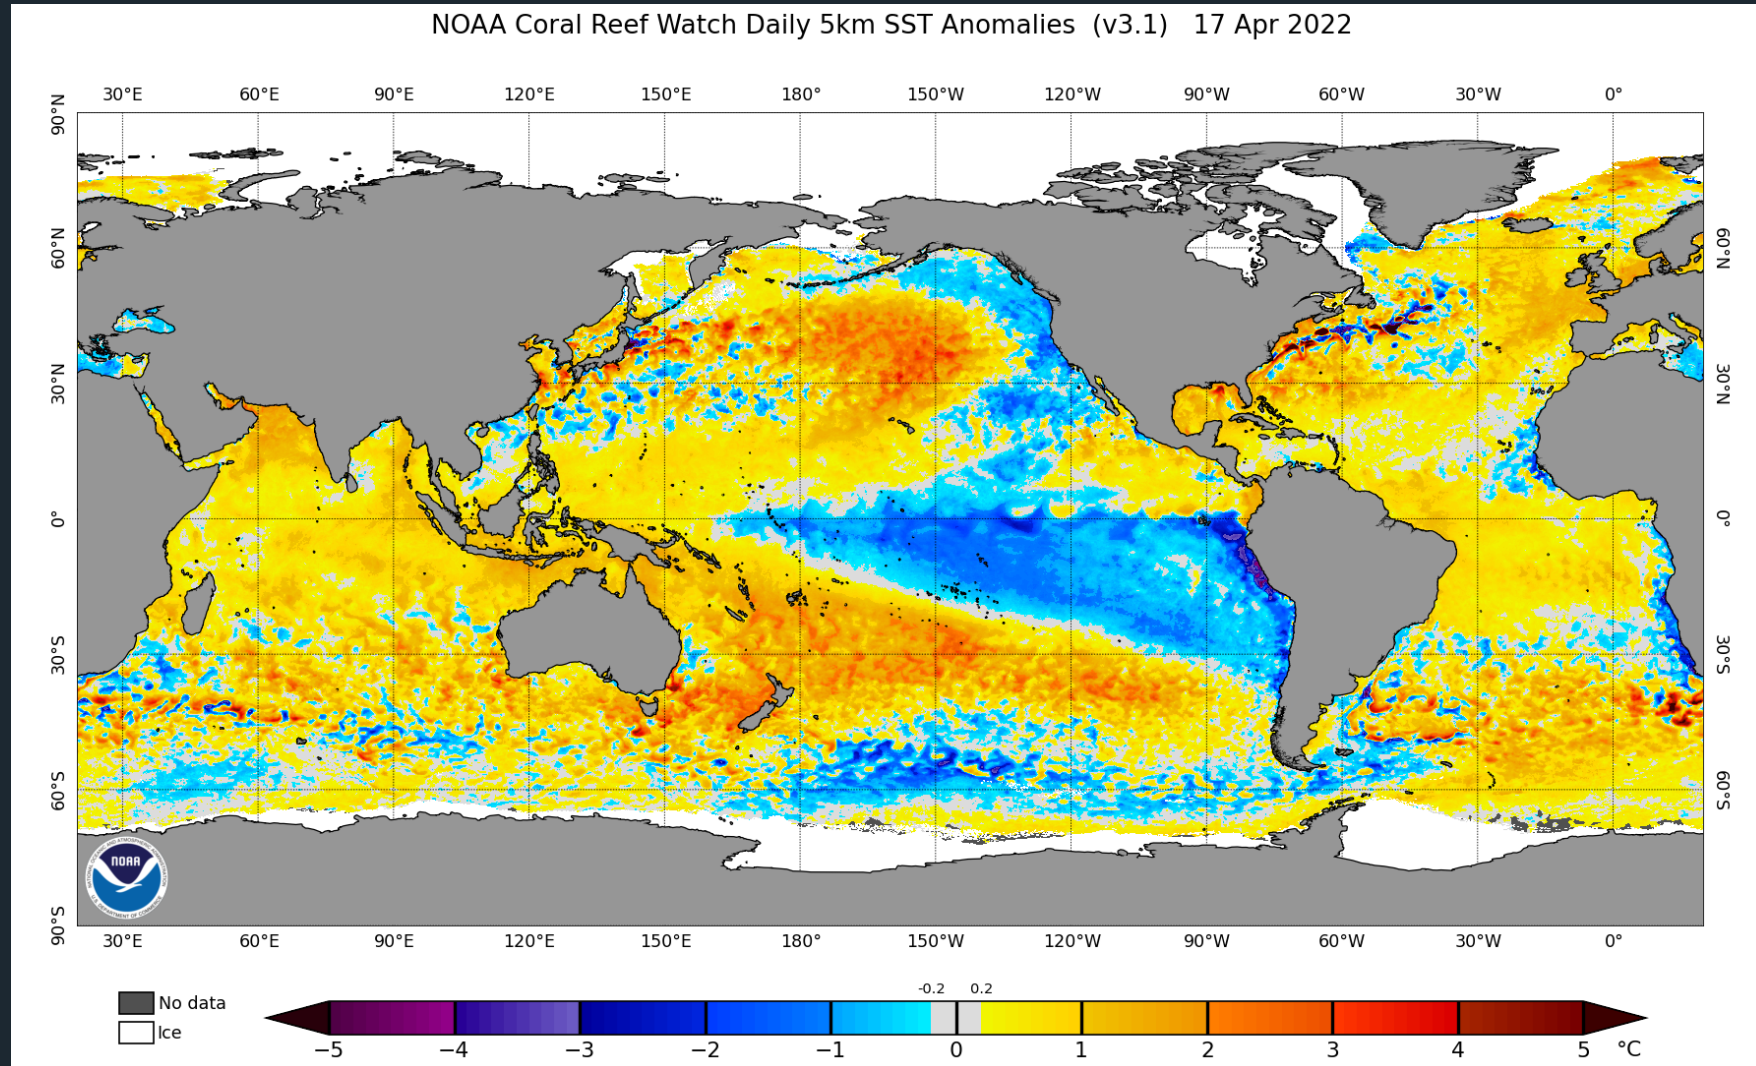 NOAA Coral Reef Watch Daily 5km SST Anomalies (v3.1) 17 Apr 2022
30°E 60°E 90°E 120°E 150°E 180° 150°W 120°W 90°W 60°W 30°W 0°
90°N
60°N
30°N
0°
30°S
60°S
90°S
60°N
30°N
0°
30°S
60°S
NOAA
30°E 60°E 90°E 120°E 150°E 180° 150°W 120°W 90°W 60°W 30°W 0°
No data
Ice
-0.2 0.2
−5 −4 −3 −2 −1 0 1 2 3 4 5 °C